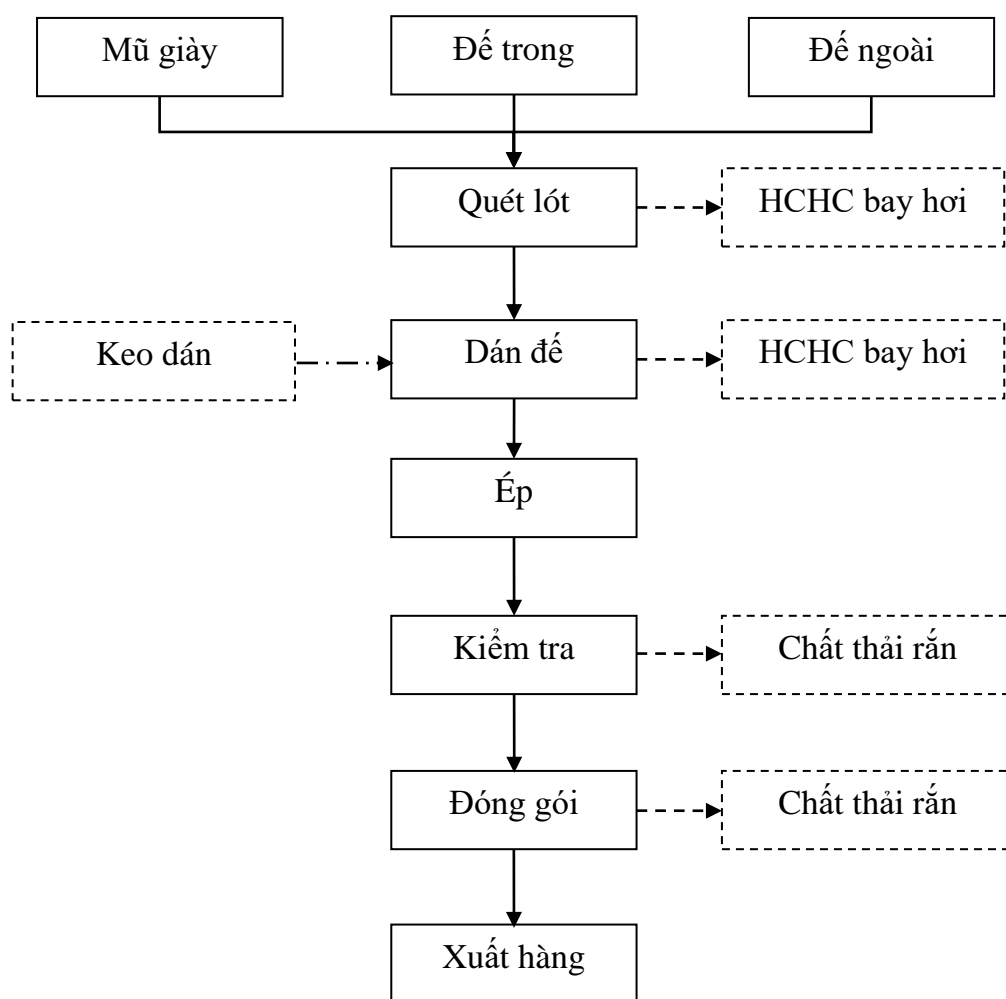 Mũ giày
Đế trong
Đế ngoài
Quét lót
HCHC bay hơi
Keo dán
Dán đế
HCHC bay hơi
Ép
Kiểm tra
Chất thải rắn
Đóng gói
Chất thải rắn
Xuất hàng